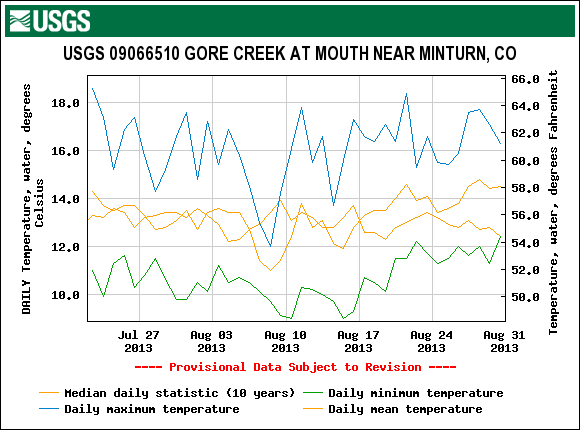 USGS
USGS 09066510 GORE CREEK AT MOUTH NEAR MINTURN, CO
DAILY Temperature, water, degrees
Celsius
18.0
16.0
14.0
12.0
10.0
66.0
64.0
62.0
60.0
58.0
56.0
54.0
52.0
50.0
Temperature, water, degrees Fahrenheit
Jul 27 Aug 03 Aug 10 Aug 17 Aug 24 Aug 31
2013 2013 2013 2013 2013 2013
---- Provisional Data Subject to Revision ----
Median daily statistic (10 years) Daily minimum temperature
Daily maximum temperature Daily mean temperature